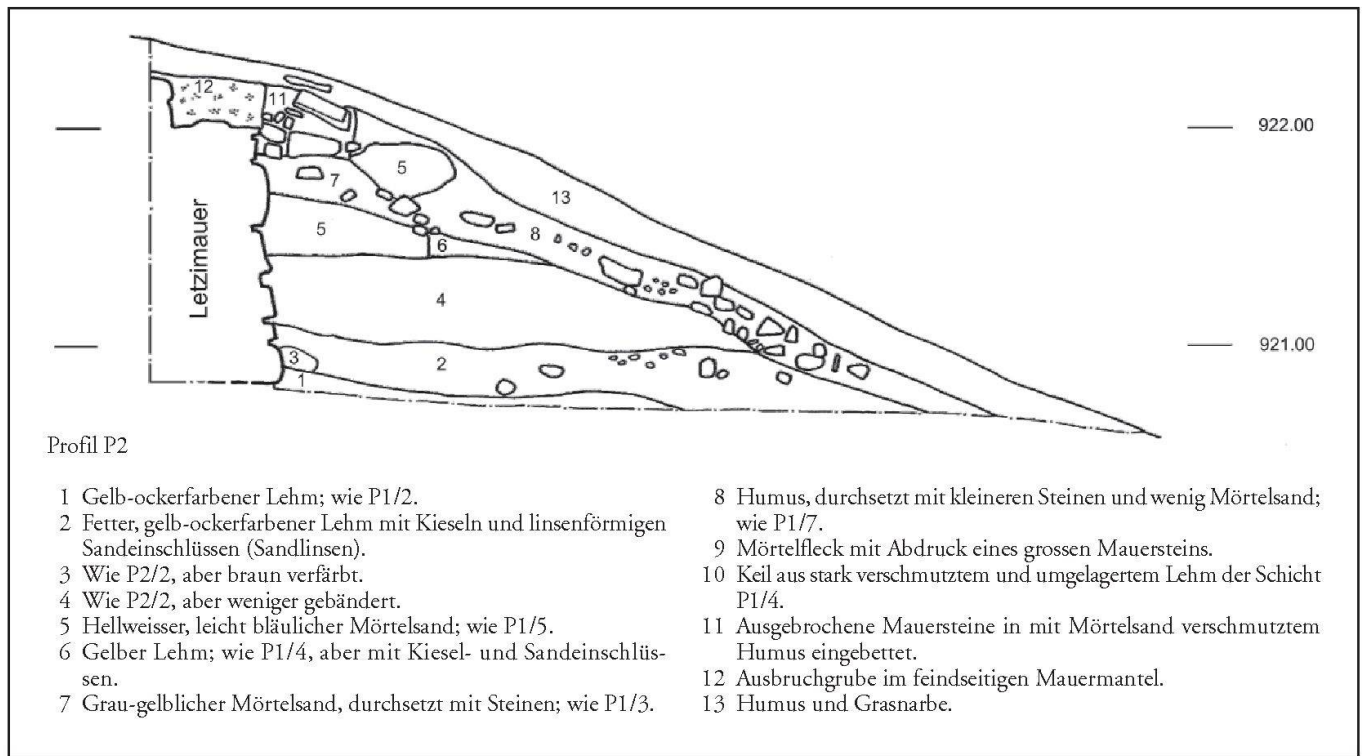 12
11
922.00
5
7
13
5
8
6
Letzimauer
4
921.00
3
2
1
Profil P2
1 Gelb-ockerfarbener Lehm; wie P1/2.
2 Fetter, gelb-ockerfarbener Lehm mit Kieseln und linsenförmigen
Sandeinschlüssen (Sandlinsen).
3 Wie P2/2, aber braun verfärbt.
4 Wie P2/2, aber weniger gebändert.
5 Hellweisser, leicht bläulicher Mörtelsand; wie P1/5.
6 Gelber Lehm; wie P1/4, aber mit Kiesel- und Sandeinschlüs-
sen.
7 Grau-gelblicher Mörtelsand, durchsetzt mit Steinen; wie P1/3.
8 Humus, durchsetzt mit kleineren Steinen und wenig Mörtelsand;
wie P1/7.
9 Mörtelfleck mit Abdruck eines grossen Mauersteins.
10 Keil aus stark verschmutztem und umgelagertem Lehm der Schicht
P1/4.
11 Ausgebrochene Mauersteine in mit Mörtelsand verschmutztem
Humus eingebettet.
12 Ausbruchgrube im feindseitigen Mauermantel.
13 Humus und Grasnarbe.